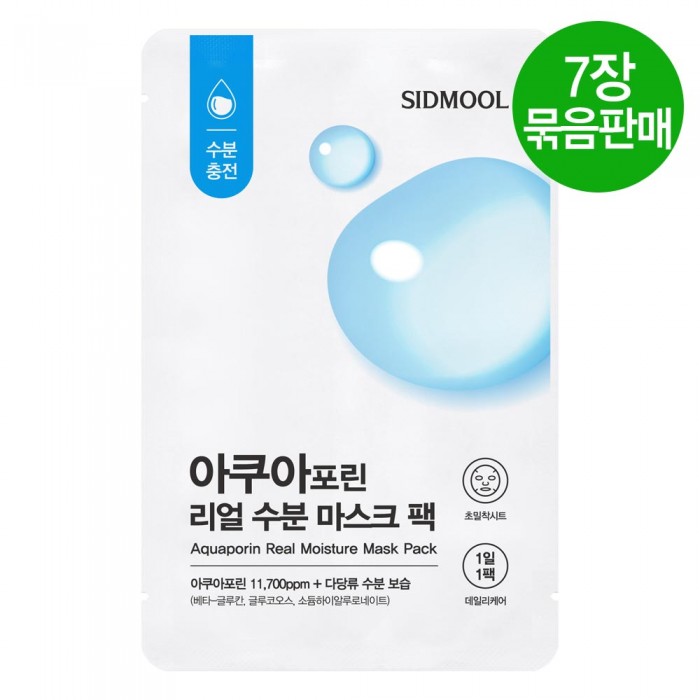 수분
충전
SIDMOOL
7장
묶음판매
아쿠아포린
리얼 수분 마스크 팩
Aquaporin Real Moisture Mask Pack
아쿠아포린 11,700ppm + 다당류 수분 보습
(베타-글루칸, 글루코오스, 소듐하이알루로네이트)
초밀착시트
1일
1팩
데일리케어